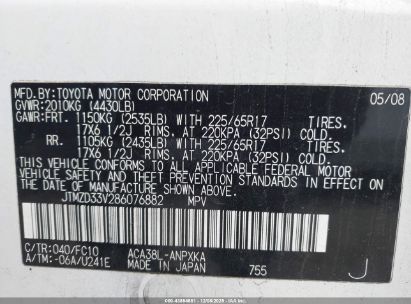 MFD.BY:TOYOTA MOTOR CORPORATION 05/08
GVWR:2010KG (4430LB)
GAWR:FRT. 1150KG (2535LB) WITH 225/65R17 TIRES,
17X6 1/2J RIMS, AT 220KPA (32PSI) COLD.
RR. 1105KG (2435LB) WITH 225/65R17 TIRES,
17X6 1/2J RIMS, AT 220KPA (32PSI) COLD.
THIS VEHICLE CONFORMS TO ALL APPLICABLE FEDERAL MOTOR
VEHICLE SAFETY STANDARDS IN EFFECT ON THE DATE OF
MANUFACTURE SHOWN ABOVE.
JTMZD33V286076882 MPV
C/TR:040/FC10 ACA38L-ANPXKA
A/TM:-06A/U241E MADE IN JAPAN 755 J